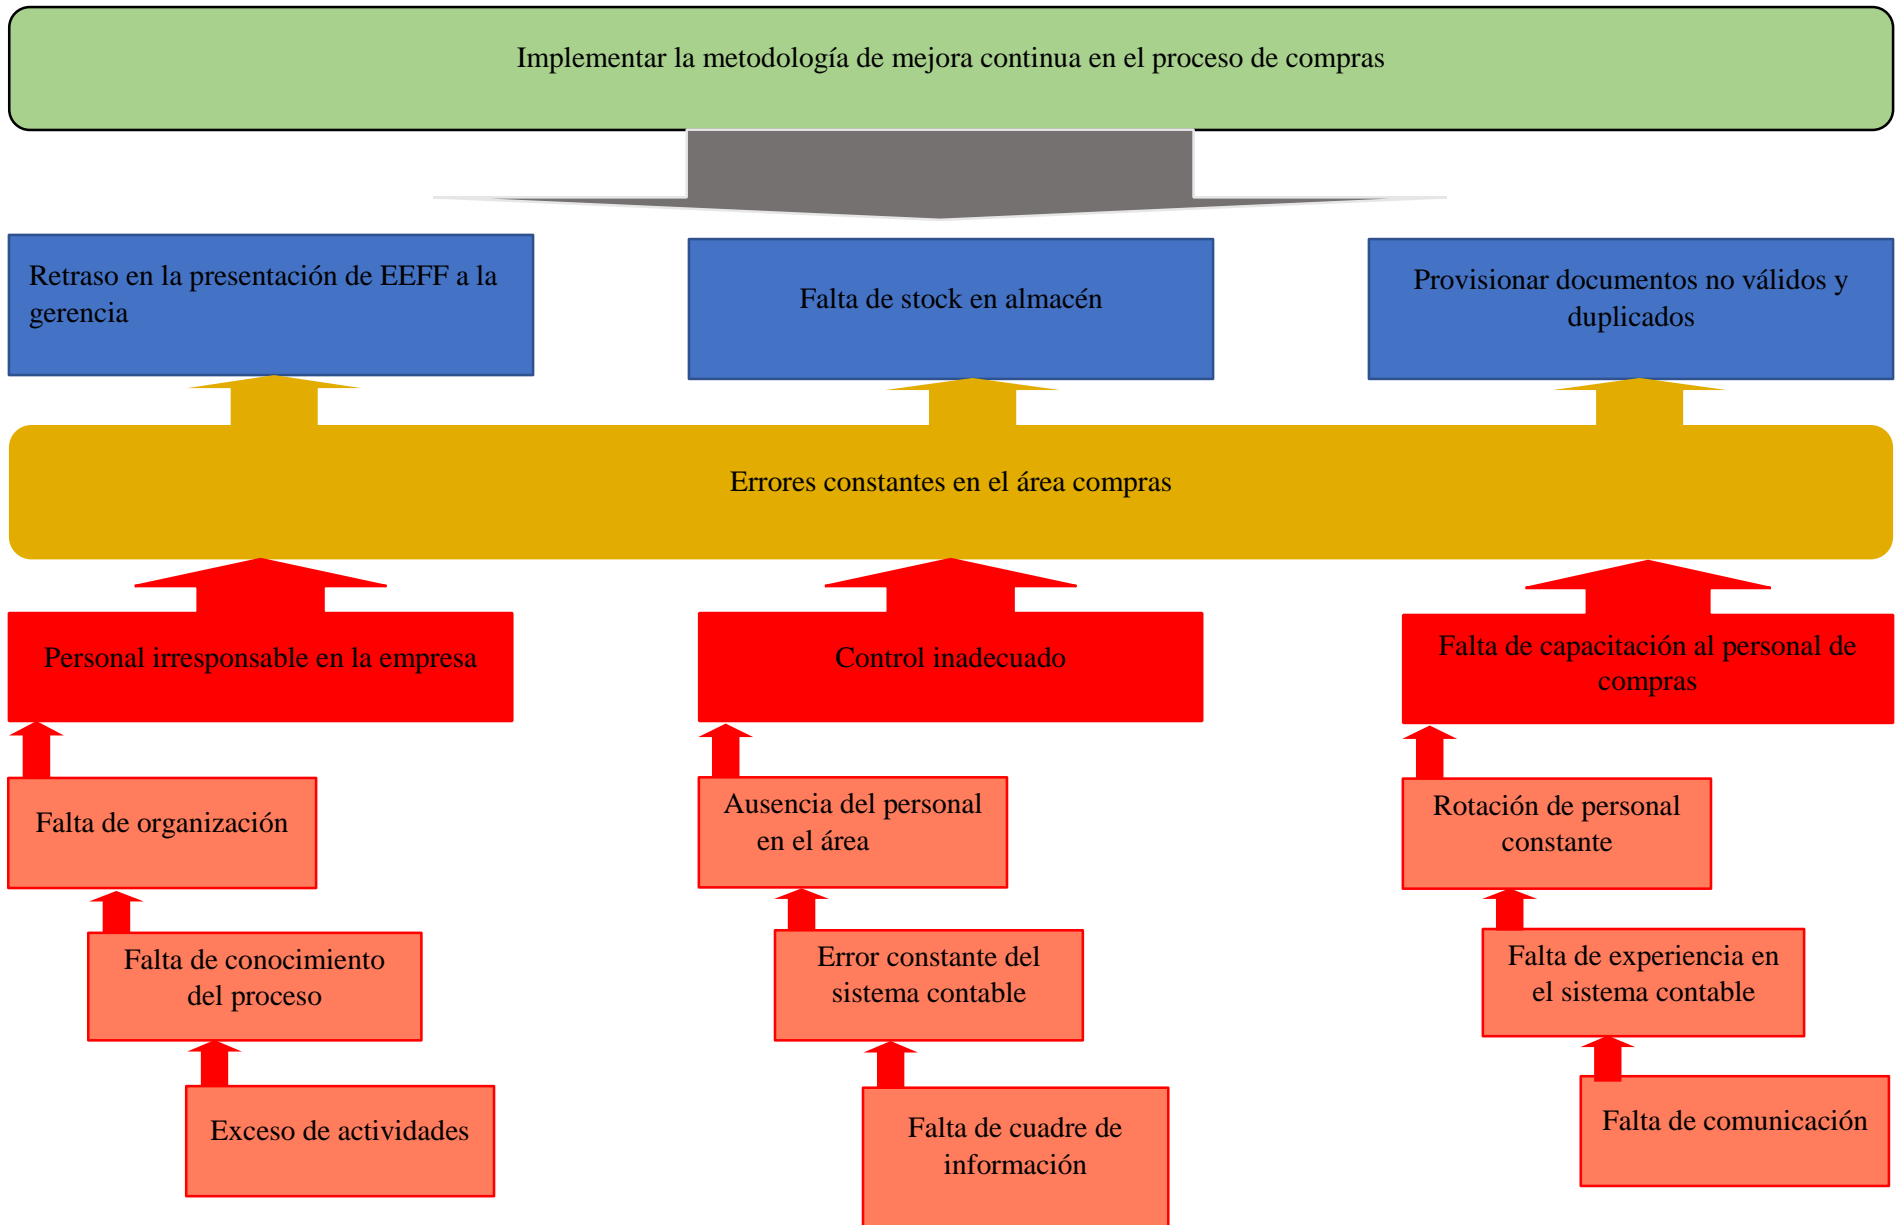 Implementar la metodología de mejora continua en el proceso de compras
Retraso en la presentación de EEFF a la
gerencia
Falta de stock en almacén
Provisionar documentos no válidos y
duplicados
Errores constantes en el área compras
Personal irresponsable en la empresa
Control inadecuado
Falta de capacitación al personal de
compras
Falta de organización
Ausencia del personal
en el área
Rotación de personal
constante
Falta de conocimiento
del proceso
Error constante del
sistema contable
Falta de experiencia en
el sistema contable
Exceso de actividades
Falta de cuadre de
información
Falta de comunicación